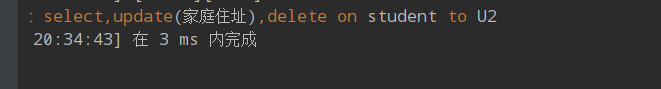 : select,update(家庭住址),delete on student to U2
20:34:43] 在 3 ms 内完成